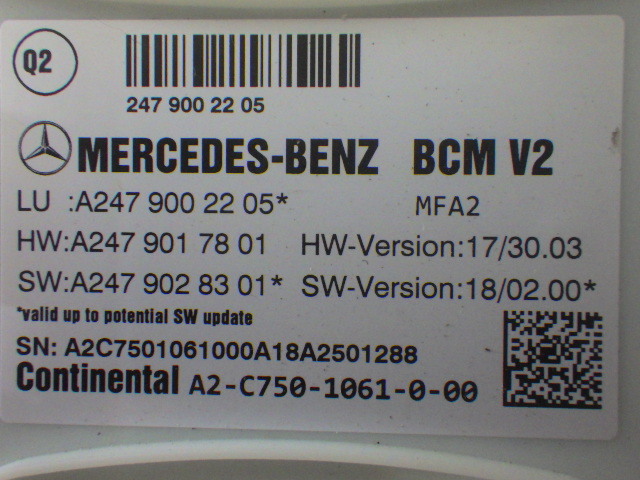 Q2
247 900 22 05
MERCEDES-BENZ BCM V2
LU :A247 900 22 05* MFA2
HW:A247 901 78 01 HW-Version:17/30.03
SW:A247 902 83 01* SW-Version:18/02.00*
*valid up to potential SW update
SN: A2C7501061000A18A2501288
Continental A2-C750-1061-0-00